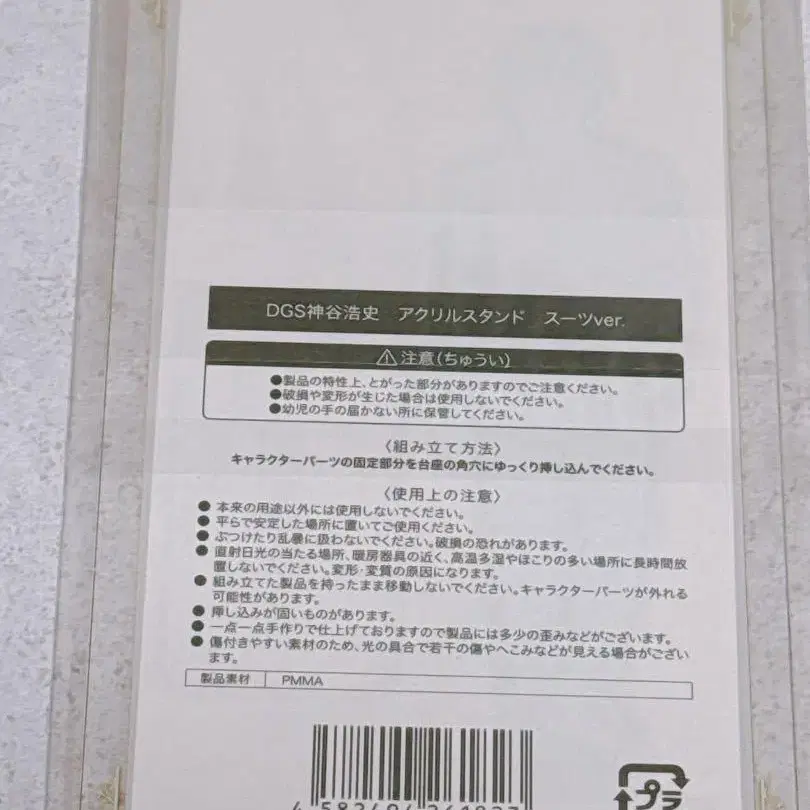 DGS神谷浩史 アクリルスタンド スーツver.
⚠注意(ちゅうい)
●製品の特性上、とがった部分がありますのでご注意ください。
●破損や変形が生じた場合は使用しないでください。
●幼児の手の届かない所に保管してください。
〈組み立て方法〉
キャラクターパーツの固定部分を台座の角穴にゆっくり挿し込んでください。
〈使用上の注意〉
● 本来の用途以外には使用しないでください。
● 平らで安定した場所に置いてご使用ください。
● ぶつけたり乱暴に扱わないでください。破損の恐れがあります。
● 直射日光の当たる場所、暖房器具の近く、高温多湿やほこりの多い場所に長時間放
置しないでください。変形・変質の原因になります。
● 組み立てた製品を持ったまま移動しないでください。キャラクターパーツが外れる
可能性があります。
● 挿し込みが固いものがあります。
● 一点一点手作りで仕上げておりますので製品には多少の歪みなどがございます。
● 傷付きやすい素材のため、光の具合で若干の傷やへこみなどが見える場合がござい
ます。
製品素材 PMMA
プラ